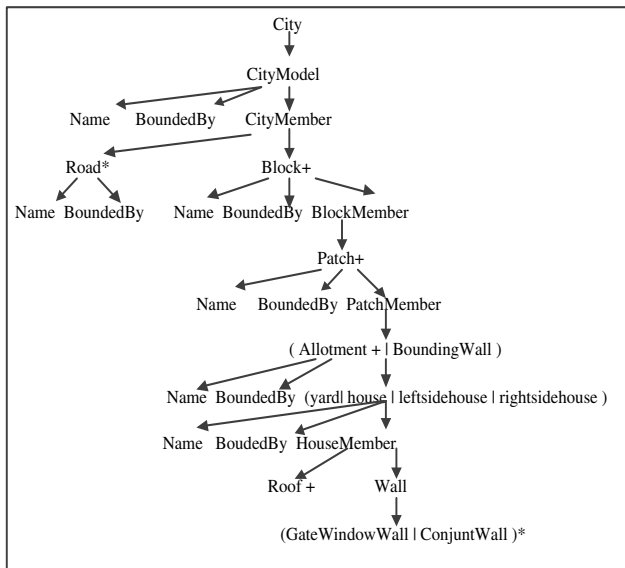 City
CityModel
Name BoundedBy CityMember
Road* Block+
Name BoundedBy Name BoundedBy BlockMember
Patch+
Name BoundedBy PatchMember
( Allotment + | BoundingWall )
Name BoundedBy (yard| house | leftsidehouse | rightsidehouse )
Name BoudedBy HouseMember
Roof + Wall
(GateWindowWall | ConjuntWall )*